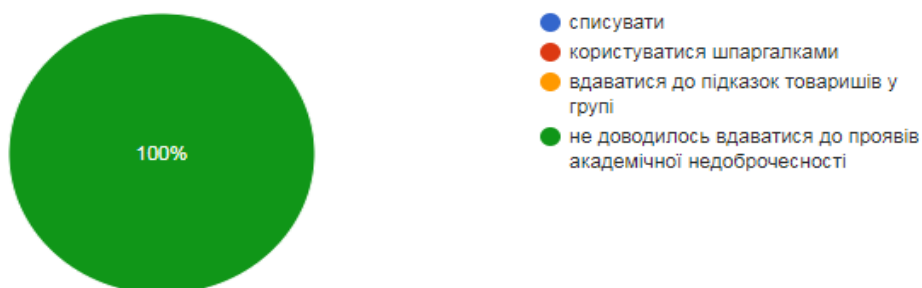 100%
списувати
користуватися шпаргалками
вдаватися до підказок товаришів у
групі
не доводилось вдаватися до проявів
академічної недоброчесності